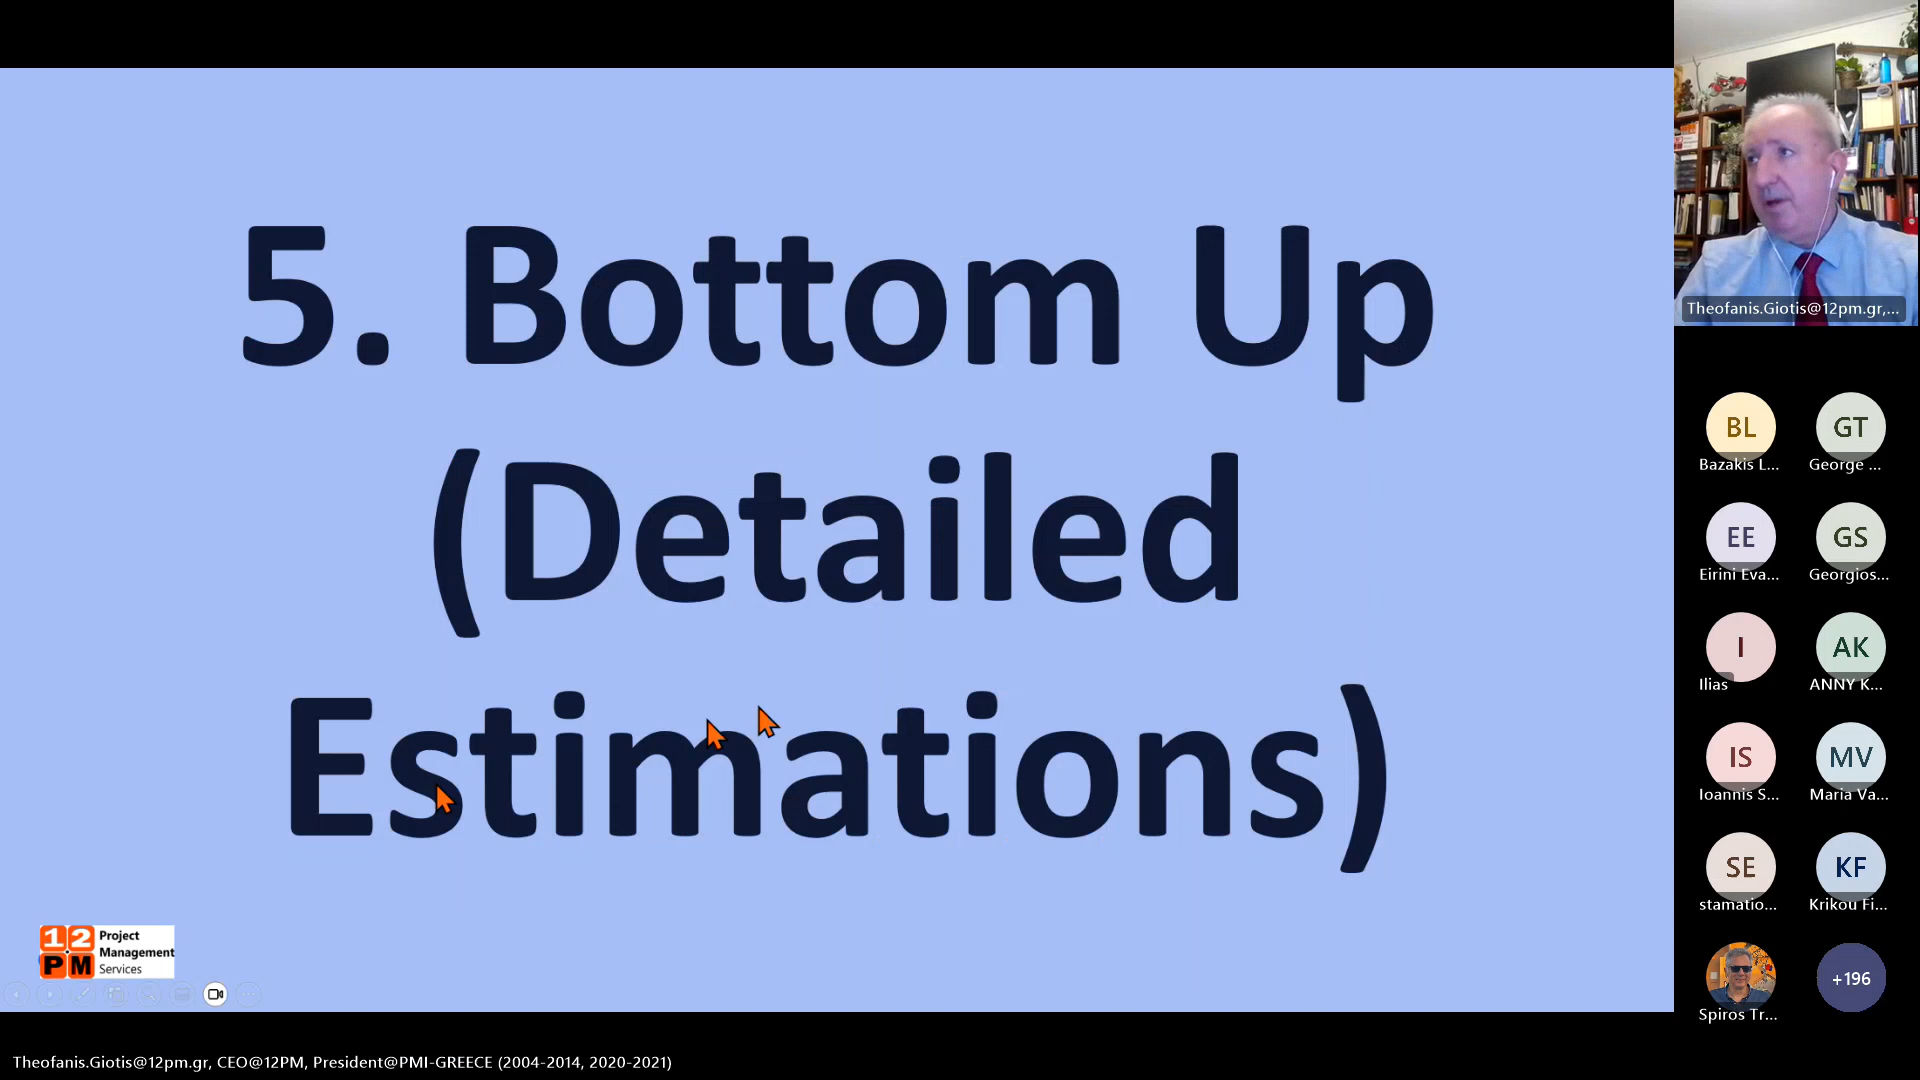 5. Bottom Up
(Detailed
Estimations)
12
PM
Project
Management
Services
Theofanis.Giotis@12pm.gr,...
BL
Bazakis L...
GT
George ...
EE
Eirini Eva...
GS
Georgios...
I
Ilias
AK
ANNY K...
IS
Ioannis S...
MV
Maria Va...
SE
stamatio...
KF
Krikou Fi...
Spiros Tr...
+196
Theofanis.Giotis@12pm.gr, CEO@12PM, President@PMI-GREECE (2004-2014, 2020-2021)